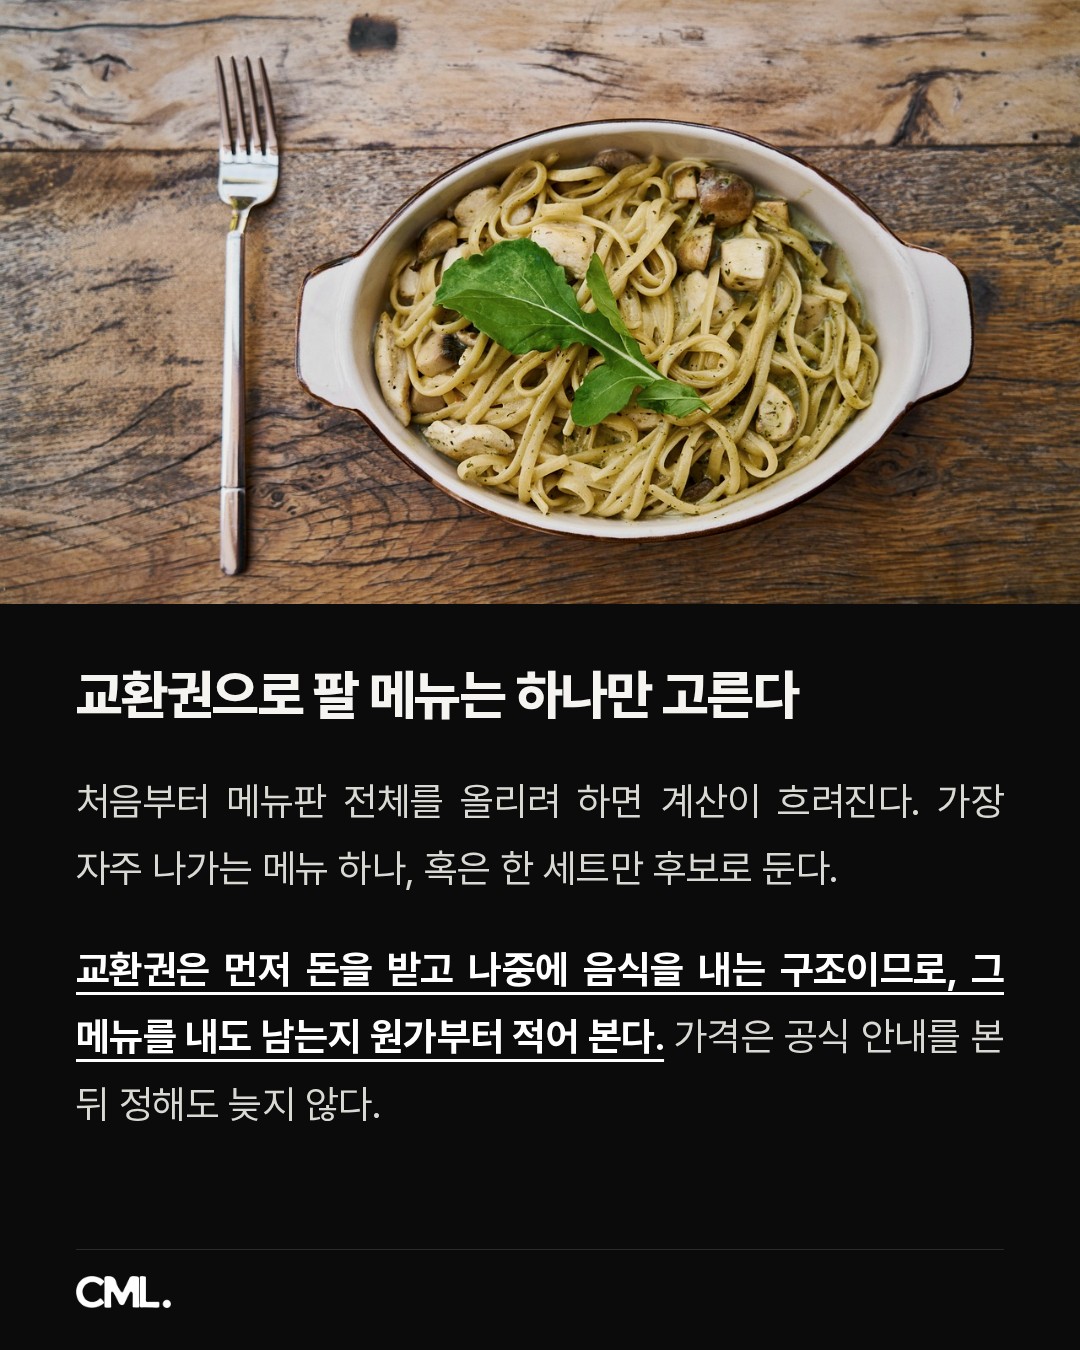 교환권으로 팔 메뉴는 하나만 고른다
처음부터 메뉴판 전체를 올리려 하면 계산이 흐려진다. 가장
자주 나가는 메뉴 하나, 혹은 한 세트만 후보로 둔다.
교환권은 먼저 돈을 받고 나중에 음식을 내는 구조이므로, 그
메뉴를 내도 남는지 원가부터 적어 본다. 가격은 공식 안내를 본
뒤 정해도 늦지 않다.
CML.